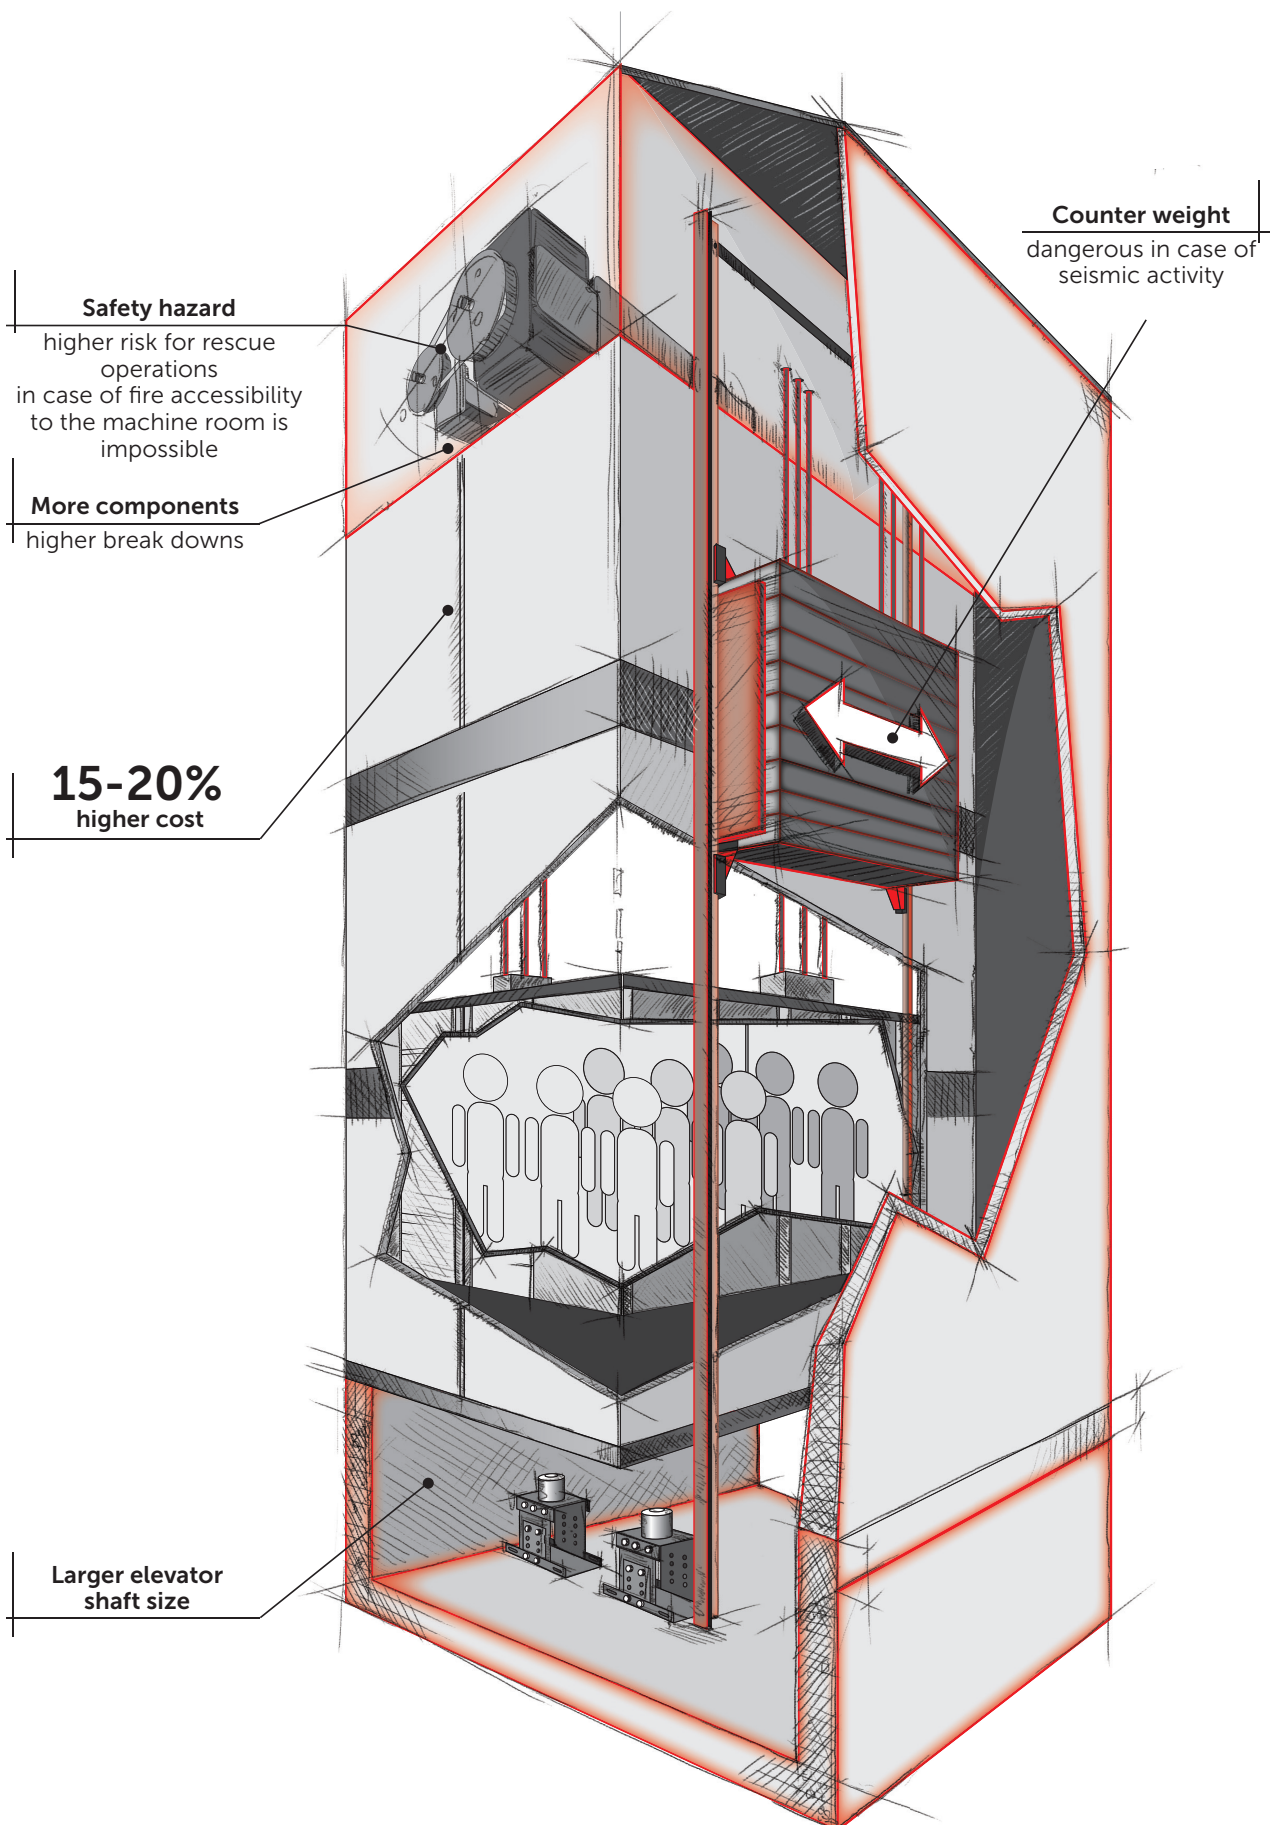 Counter weight
dangerous in case of
seismic activity
Safety hazard
higher risk for rescue
operations
in case of fire accessibility
to the machine room is
impossible
More components
higher break downs
15-20%
higher cost
Larger elevator
shaft size